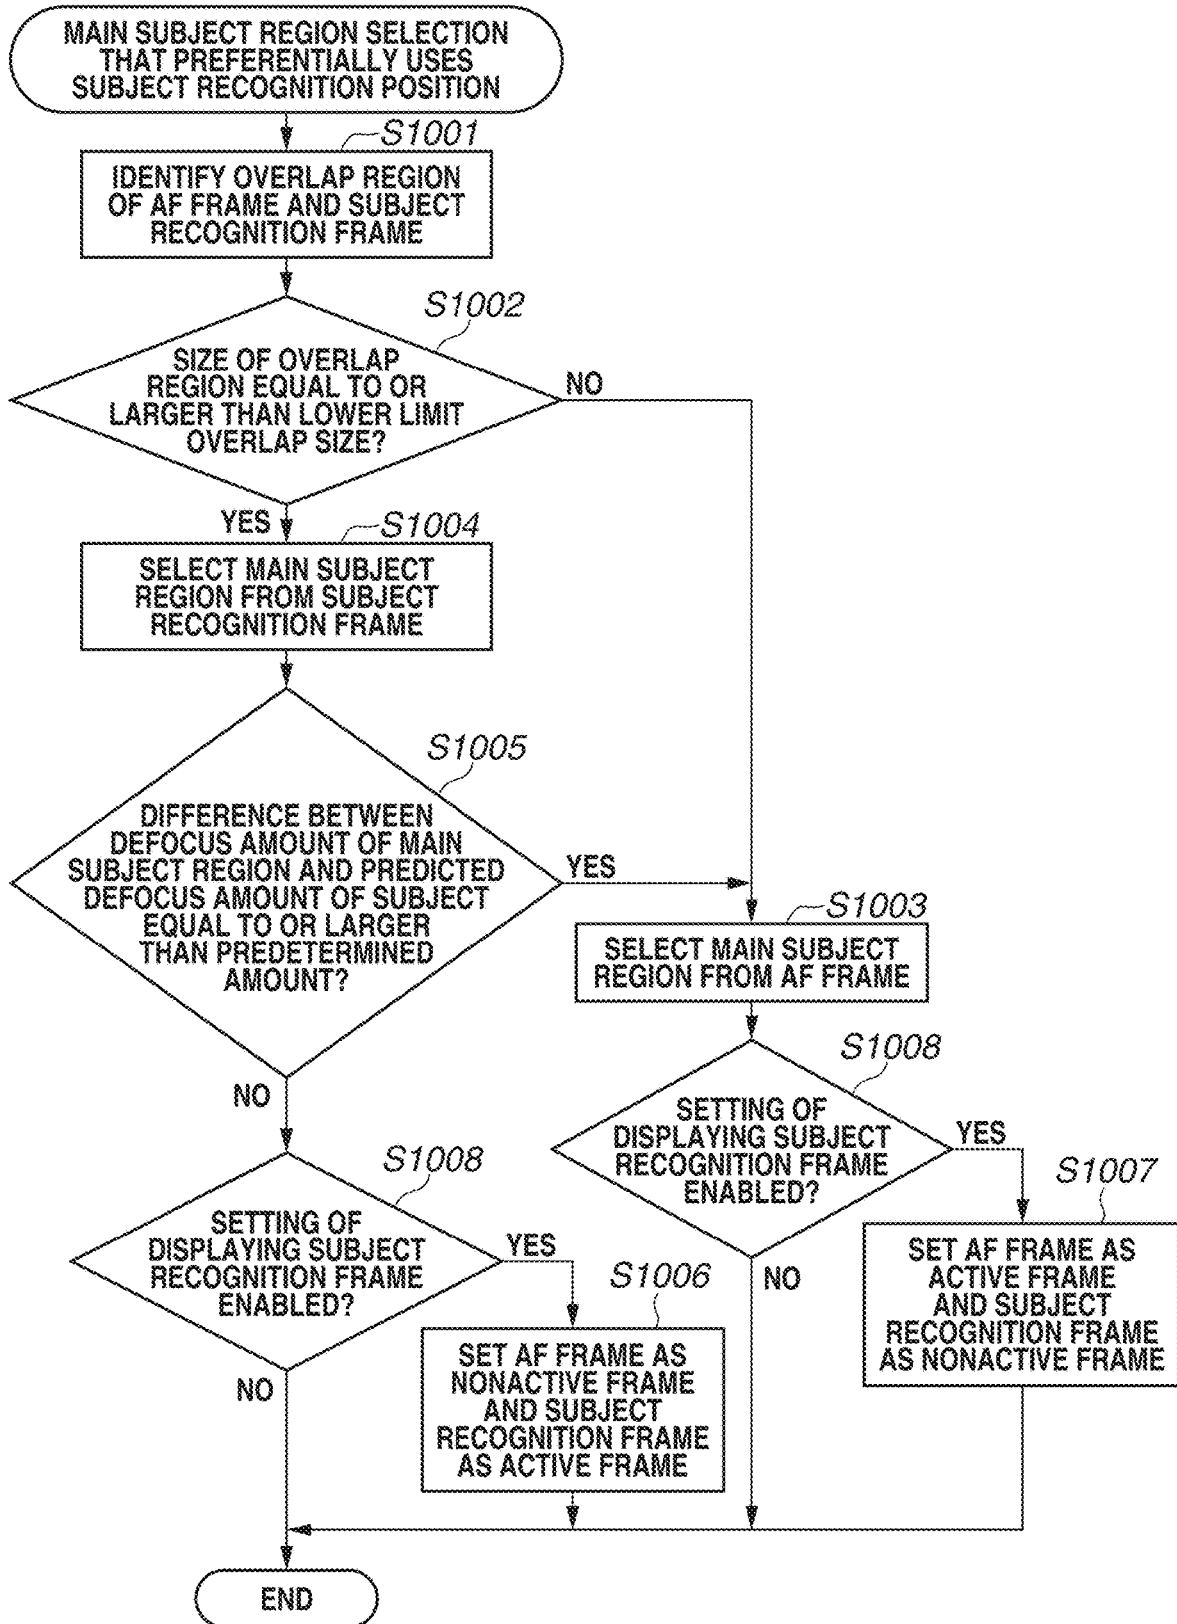 MAIN SUBJECT REGION SELECTION
THAT PREFERENTIALLY USES
SUBJECT RECOGNITION POSITION
S1001
IDENTIFY OVERLAP REGION
OF AF FRAME AND SUBJECT
RECOGNITION FRAME
S1002
SIZE OF OVERLAP
REGION EQUAL TO OR
LARGER THAN LOWER LIMIT
OVERLAP SIZE?
NO
YES
S1004
SELECT MAIN SUBJECT
REGION FROM SUBJECT
RECOGNITION FRAME
S1005
DIFFERENCE BETWEEN
DEFOCUS AMOUNT OF MAIN
SUBJECT REGION AND PREDICTED
DEFOCUS AMOUNT OF SUBJECT
EQUAL TO OR LARGER
THAN PREDETERMINED
AMOUNT?
YES
NO
S1003
SELECT MAIN SUBJECT
REGION FROM AF FRAME
S1008
SETTING OF
DISPLAYING SUBJECT
RECOGNITION FRAME
ENABLED?
YES
NO
S1007
SET AF FRAME AS
ACTIVE FRAME
AND SUBJECT
RECOGNITION FRAME
AS NONACTIVE FRAME
S1008
SETTING OF
DISPLAYING SUBJECT
RECOGNITION FRAME
ENABLED?
YES
NO
S1006
SET AF FRAME AS
NONACTIVE FRAME
AND SUBJECT
RECOGNITION FRAME
AS ACTIVE FRAME
END